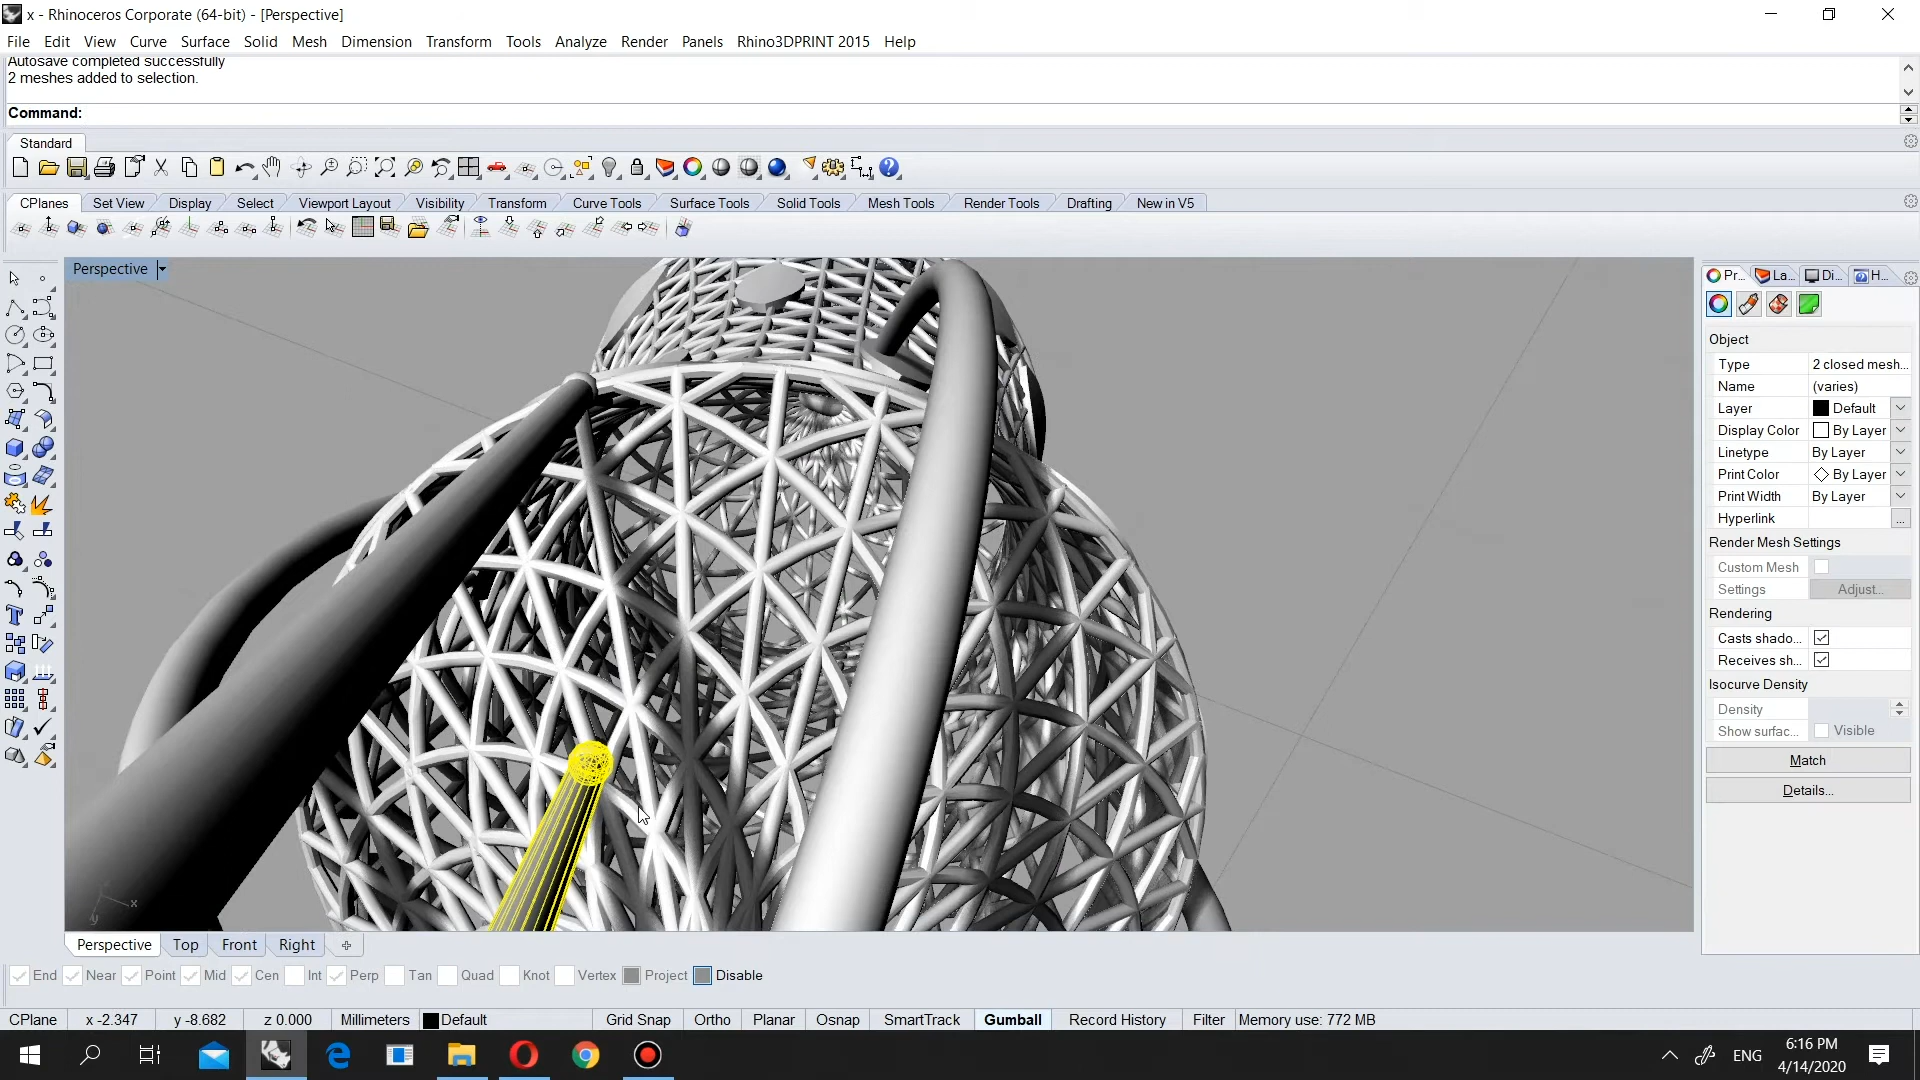 x - Rhinoceros Corporate (64-bit) - [Perspective]
File Edit View Curve Surface Solid Mesh Dimension Transform Tools Analyze Render Panels Rhino3DPRINT 2015 Help
Autosave completed successfully
2 meshes added to selection.
Command:
Standard
CPlanes Set View Display Select Viewport Layout Visibility Transform Curve Tools Surface Tools Solid Tools Mesh Tools Render Tools Drafting New in V5
Perspective
Pr... La... Di... H...
Object
Type 2 closed mesh...
Name (varies)
Layer Default
Display Color By Layer
Linetype By Layer
Print Color By Layer
Print Width By Layer
Hyperlink ...
Render Mesh Settings
Custom Mesh
Settings Adjust...
Rendering
Casts shado...
Receives sh...
Isocurve Density
Density
Show surfac... Visible
Match
Details...
x
y
Perspective Top Front Right
End Near Point Mid Cen Int Perp Tan Quad Knot Vertex Project Disable
CPlane x -2.347 y -8.682 z 0.000 Millimeters Default Grid Snap Ortho Planar Osnap SmartTrack Gumball Record History Filter Memory use: 772 MB
ENG
6:16 PM
4/14/2020